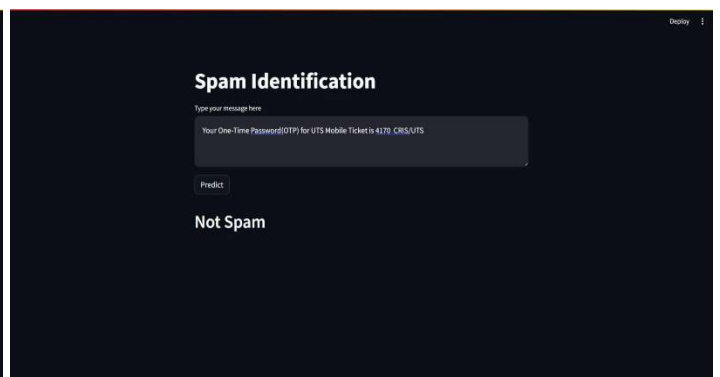 Deploy
Spam Identification
Type your message here
Your One-Time Password(OTP) for UTS Mobile Ticket is 4170 CRIS/UTS
Predict
Not Spam